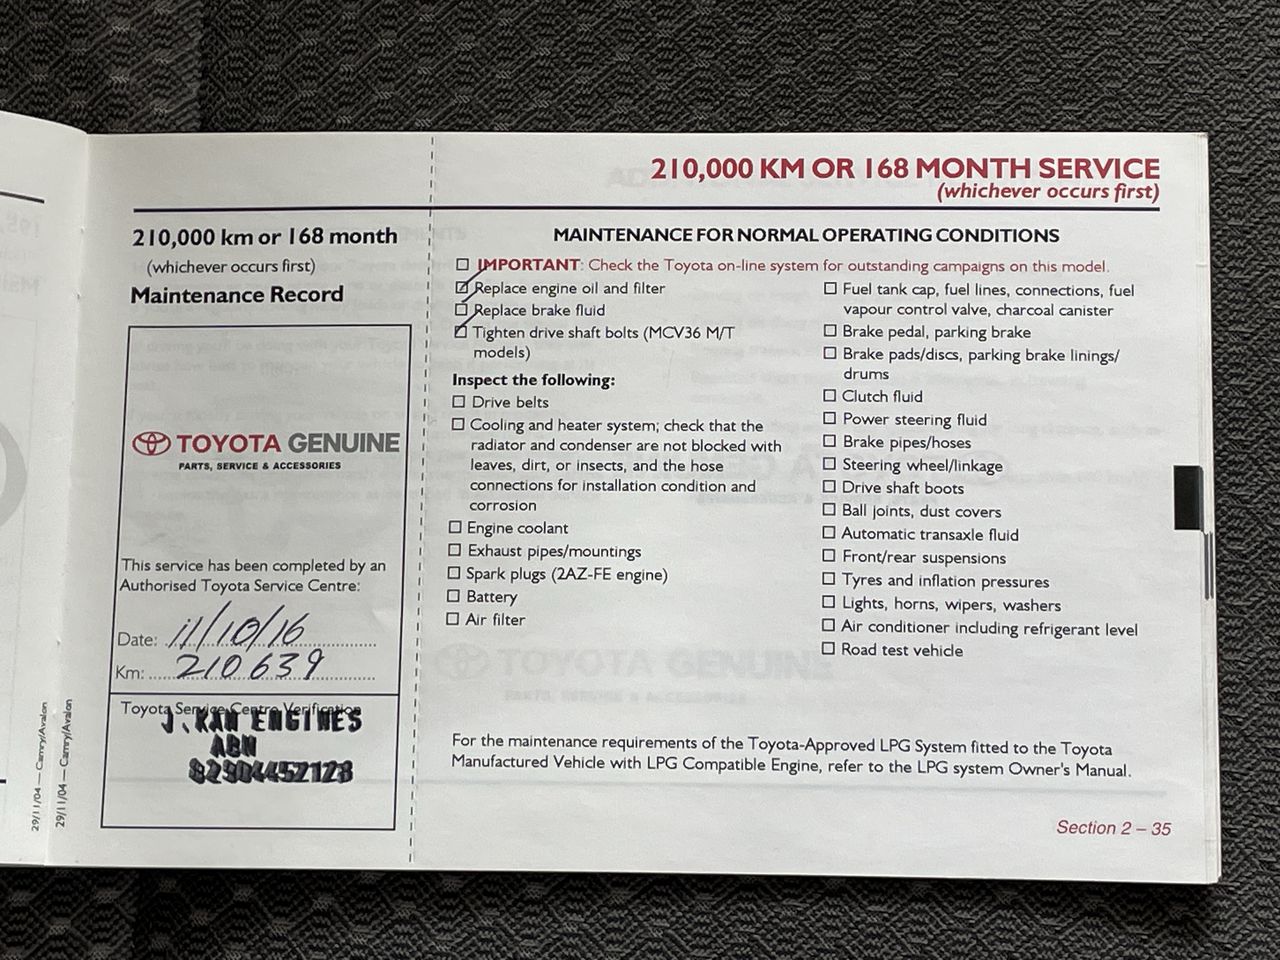 210,000 KM OR 168 MONTH SERVICE
(whichever occurs first)
210,000 km or 168 month
(whichever occurs first)
Maintenance Record
TOYOTA GENUINE
PARTS, SERVICE & ACCESSORIES
This service has been completed by an
Authorised Toyota Service Centre:
Date: 11/10/16
Km: 210639
Toyota Service Centre Verification
J. KAN ENGINES
ABN
82904452128
29/11/04 — Camry/Avalon
29/11/04 — Camry/Avalon
MAINTENANCE FOR NORMAL OPERATING CONDITIONS
IMPORTANT: Check the Toyota on-line system for outstanding campaigns on this model.
Replace engine oil and filter
Replace brake fluid
Tighten drive shaft bolts (MCV36 M/T
models)
Inspect the following:
Drive belts
Cooling and heater system; check that the
radiator and condenser are not blocked with
leaves, dirt, or insects, and the hose
connections for installation condition and
corrosion
Engine coolant
Exhaust pipes/mountings
Spark plugs (2AZ-FE engine)
Battery
Air filter
Fuel tank cap, fuel lines, connections, fuel
vapour control valve, charcoal canister
Brake pedal, parking brake
Brake pads/discs, parking brake linings/
drums
Clutch fluid
Power steering fluid
Brake pipes/hoses
Steering wheel/linkage
Drive shaft boots
Ball joints, dust covers
Automatic transaxle fluid
Front/rear suspensions
Tyres and inflation pressures
Lights, horns, wipers, washers
Air conditioner including refrigerant level
Road test vehicle
For the maintenance requirements of the Toyota-Approved LPG System fitted to the Toyota
Manufactured Vehicle with LPG Compatible Engine, refer to the LPG system Owner's Manual.
Section 2 – 35